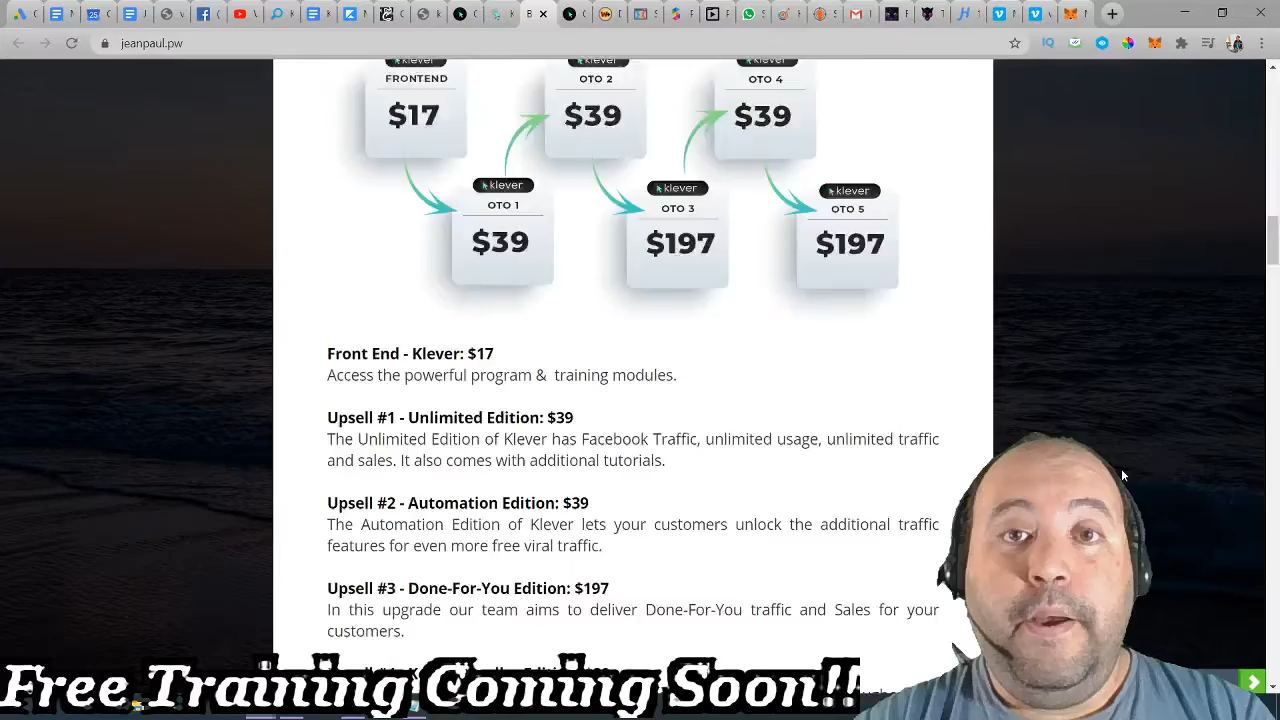 jeanpaul.pw
klever klever klever
FRONTEND OTO 2 OTO 4
$17 $39 $39
klever klever klever
OTO 1 OTO 3 OTO 5
$39 $197 $197
Front End - Klever: $17
Access the powerful program & training modules.
Upsell #1 - Unlimited Edition: $39
The Unlimited Edition of Klever has Facebook Traffic, unlimited usage, unlimited traffic
and sales. It also comes with additional tutorials.
Upsell #2 - Automation Edition: $39
The Automation Edition of Klever lets your customers unlock the additional traffic
features for even more free viral traffic.
Upsell #3 - Done-For-You Edition: $197
In this upgrade our team aims to deliver Done-For-You traffic and Sales for your
customers.
Free Training Coming Soon!!